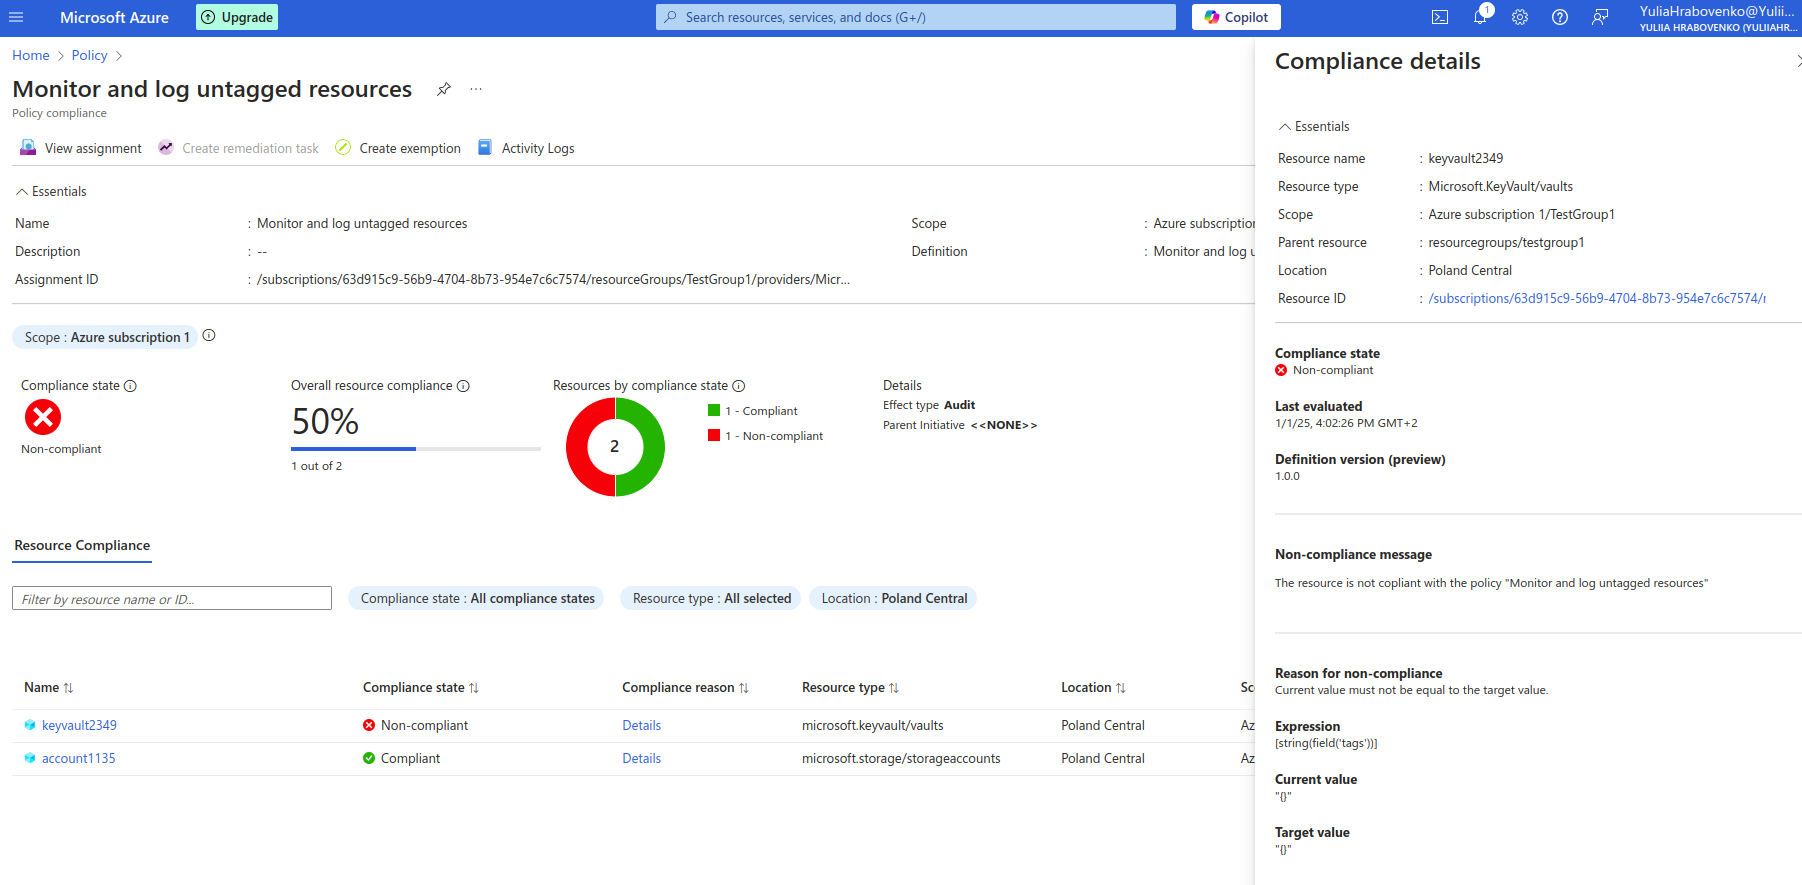 Microsoft Azure
Upgrade
Search resources, services, and docs (G+/)
Copilot
1
YuliaHrabovenko@Yulii...
YULIIA HRABOVENKO (YULIIAHR...
Home > Policy >
Monitor and log untagged resources ...
Policy compliance
View assignment Create remediation task Create exemption Activity Logs
Essentials
Name : Monitor and log untagged resources Scope : Azure subscription
Description : -- Definition : Monitor and log u
Assignment ID : /subscriptions/63d915c9-56b9-4704-8b73-954e7c6c7574/resourceGroups/TestGroup1/providers/Micr...
Scope : Azure subscription 1
Compliance state
Non-compliant
Overall resource compliance
50%
1 out of 2
Resources by compliance state
2
1 - Compliant
1 - Non-compliant
Details
Effect type Audit
Parent Initiative <<NONE>>
Resource Compliance
Filter by resource name or ID...
Compliance state : All compliance states
Resource type : All selected
Location : Poland Central
Name Compliance state Compliance reason Resource type Location Sc
keyvault2349 Non-compliant Details microsoft.keyvault/vaults Poland Central Az
account1135 Compliant Details microsoft.storage/storageaccounts Poland Central Az
Compliance details
Essentials
Resource name : keyvault2349
Resource type : Microsoft.KeyVault/vaults
Scope : Azure subscription 1/TestGroup1
Parent resource : resourcegroups/testgroup1
Location : Poland Central
Resource ID : /subscriptions/63d915c9-56b9-4704-8b73-954e7c6c7574/r
Compliance state
Non-compliant
Last evaluated
1/1/25, 4:02:26 PM GMT+2
Definition version (preview)
1.0.0
Non-compliance message
The resource is not copliant with the policy "Monitor and log untagged resources"
Reason for non-compliance
Current value must not be equal to the target value.
Expression
[string(field('tags'))]
Current value
"{}"
Target value
"{}"